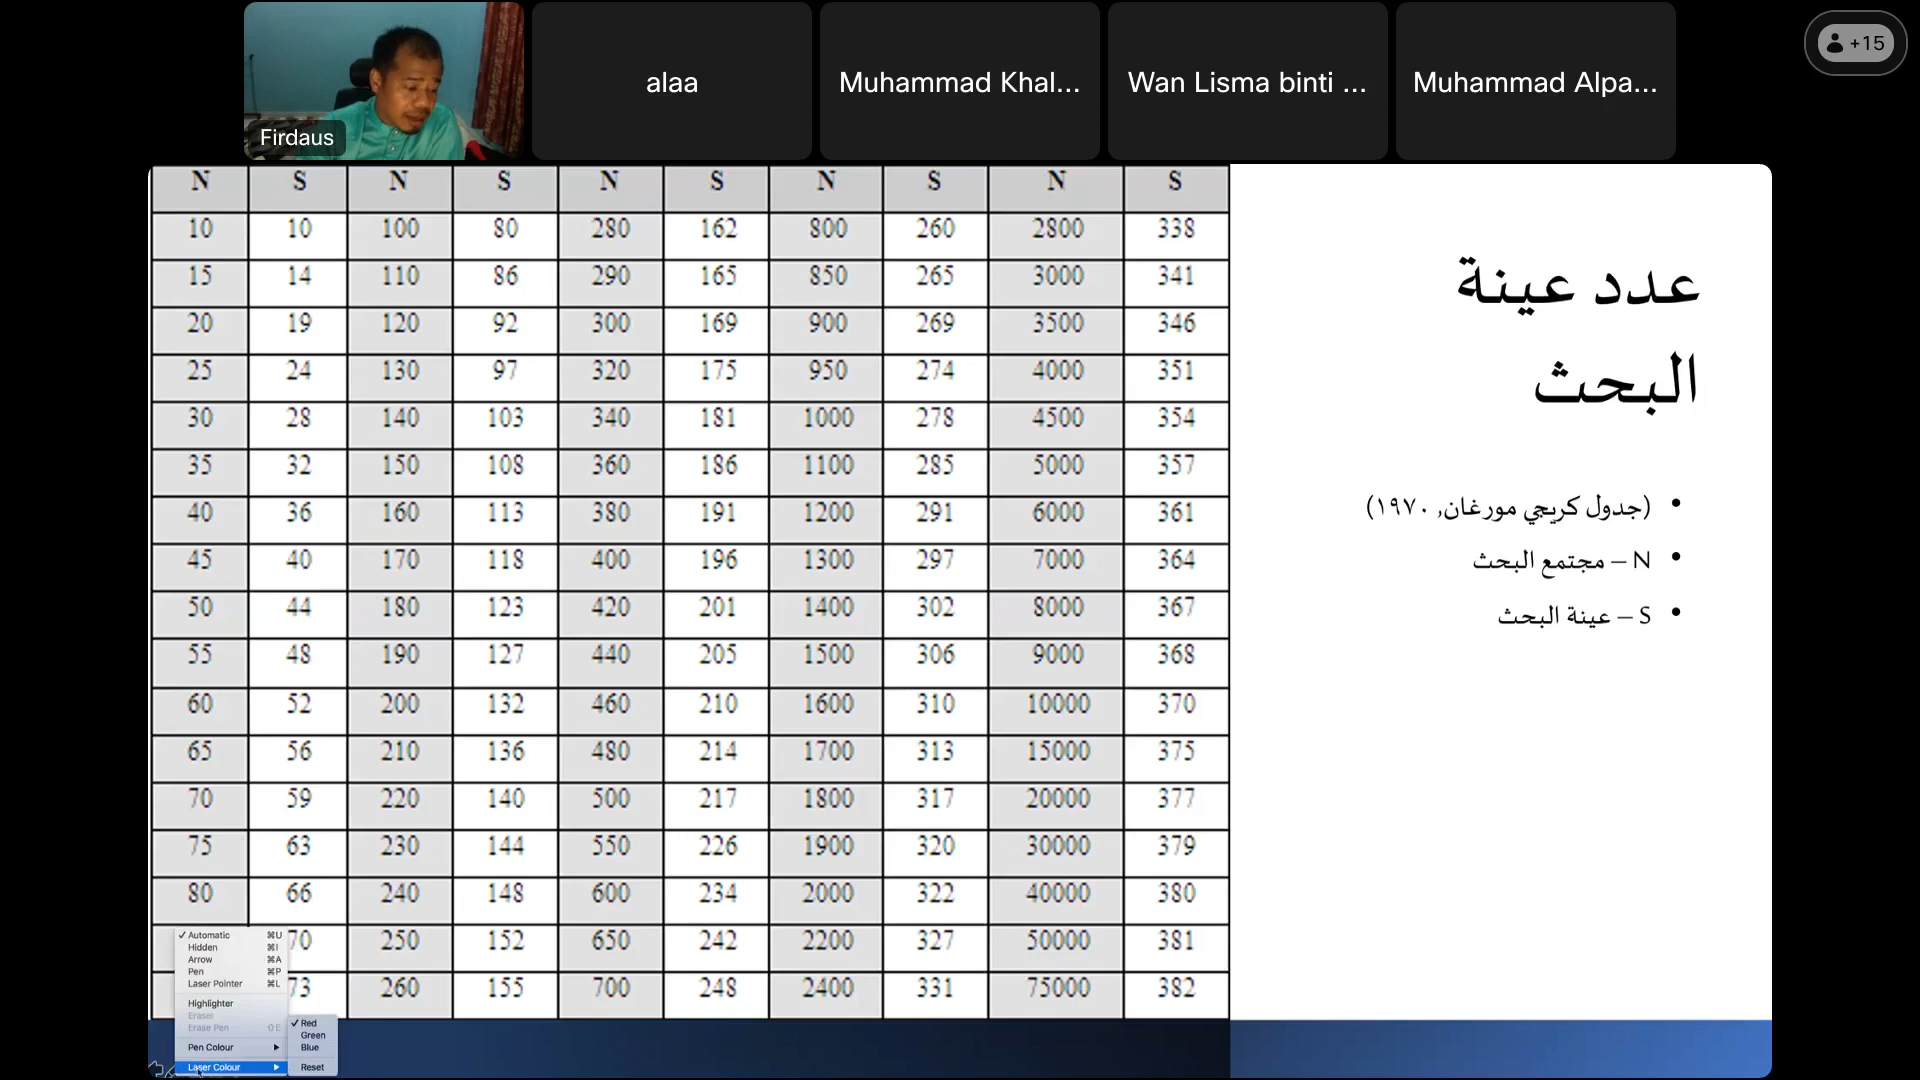 +15
Firdaus
alaa
Muhammad Khal...
Wan Lisma binti ...
Muhammad Alpa...
N S N S N S N S N S
10 10 100 80 280 162 800 260 2800 338
15 14 110 86 290 165 850 265 3000 341
20 19 120 92 300 169 900 269 3500 346
25 24 130 97 320 175 950 274 4000 351
30 28 140 103 340 181 1000 278 4500 354
35 32 150 108 360 186 1100 285 5000 357
40 36 160 113 380 191 1200 291 6000 361
45 40 170 118 400 196 1300 297 7000 364
50 44 180 123 420 201 1400 302 8000 367
55 48 190 127 440 205 1500 306 9000 368
60 52 200 132 460 210 1600 310 10000 370
65 56 210 136 480 214 1700 313 15000 375
70 59 220 140 500 217 1800 317 20000 377
75 63 230 144 550 226 1900 320 30000 379
80 66 240 148 600 234 2000 322 40000 380
70 250 152 650 242 2200 327 50000 381
73 260 155 700 248 2400 331 75000 382
عدد عينة
البحث
• (جدول كريجي مورغان, ١٩٧٠)
• N – مجتمع البحث
• S – عينة البحث
✓ Automatic ⌘U
Hidden ⌘I
Arrow ⌘A
Pen ⌘P
Laser Pointer ⌘L
Highlighter
Eraser
Erase Pen ⇧E
Pen Colour
Laser Colour
✓ Red
Green
Blue
Reset